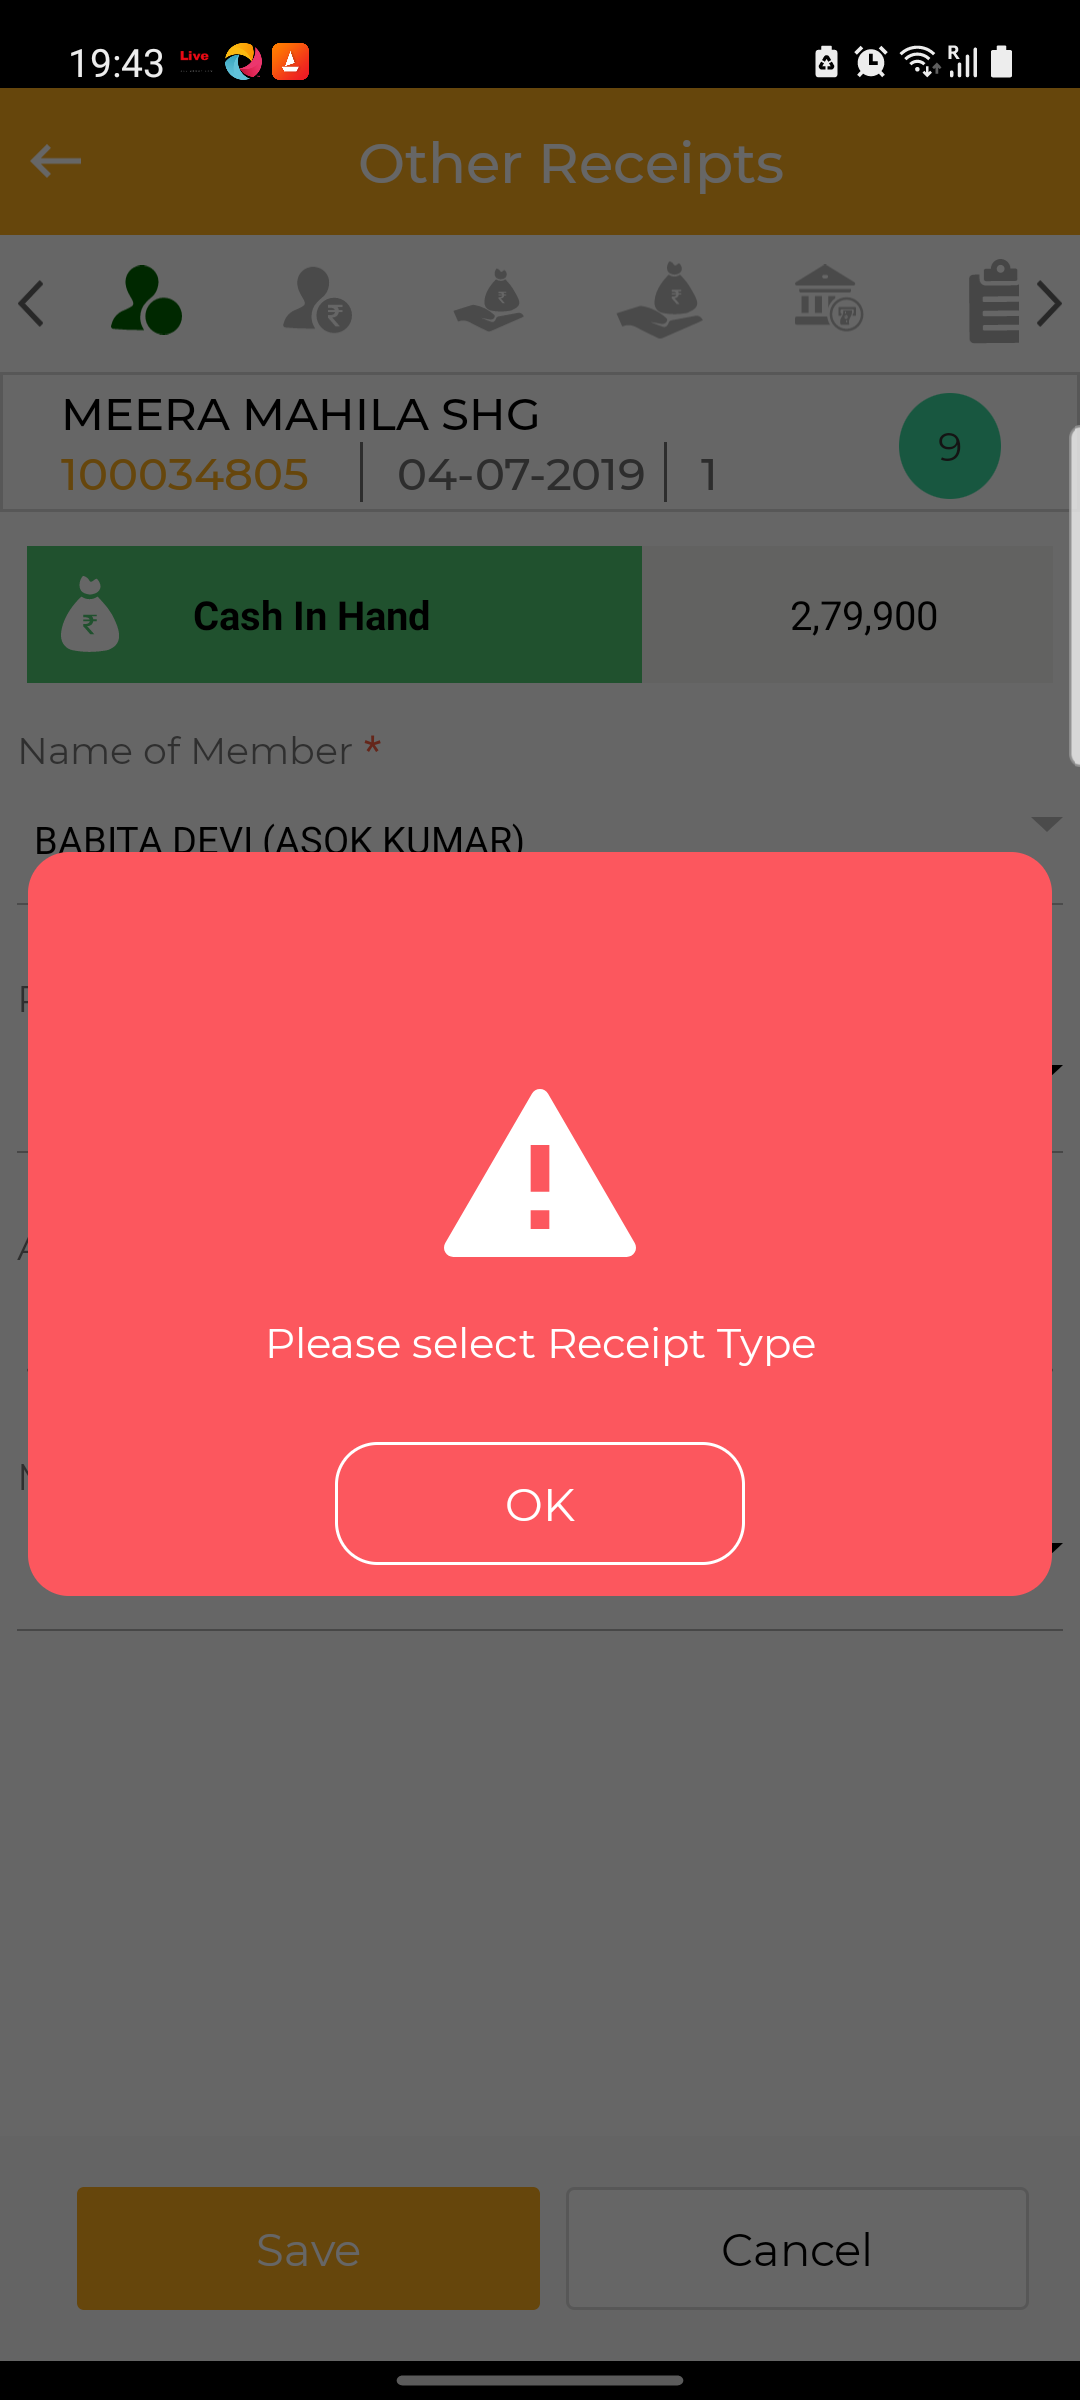 19:43 Live
R
Other Receipts
MEERA MAHILA SHG
100034805 04-07-2019 1
9
Cash In Hand 2,79,900
Name of Member *
BABITA DEVI (ASOK KUMAR)
Please select Receipt Type
OK
Save Cancel